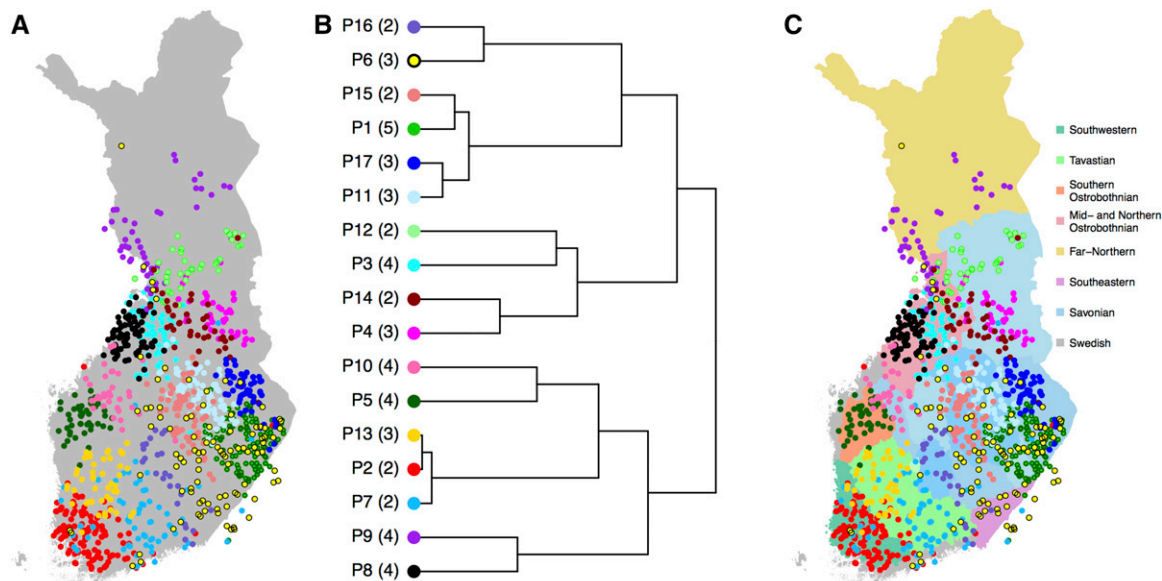 A
B
P16 (2)
P6 (3)
P15 (2)
P1 (5)
P17 (3)
P11 (3)
P12 (2)
P3 (4)
P14 (2)
P4 (3)
P10 (4)
P5 (4)
P13 (3)
P2 (2)
P7 (2)
P9 (4)
P8 (4)
C
Southwestern
Tavastian
Southern
Ostrobothnian
Mid− and Northern
Ostrobothnian
Far−Northern
Southeastern
Savonian
Swedish